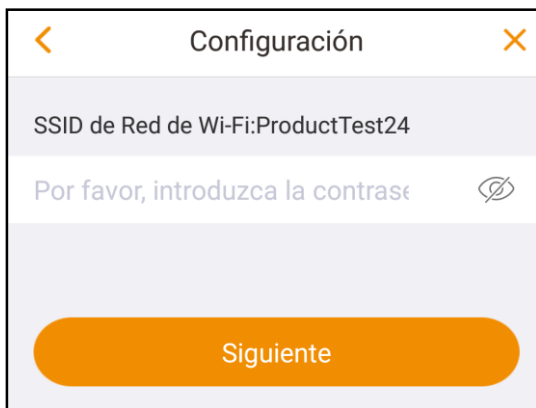 Configuración
SSID de Red de Wi-Fi:ProductTest24
Por favor, introduzca la contrase
Siguiente